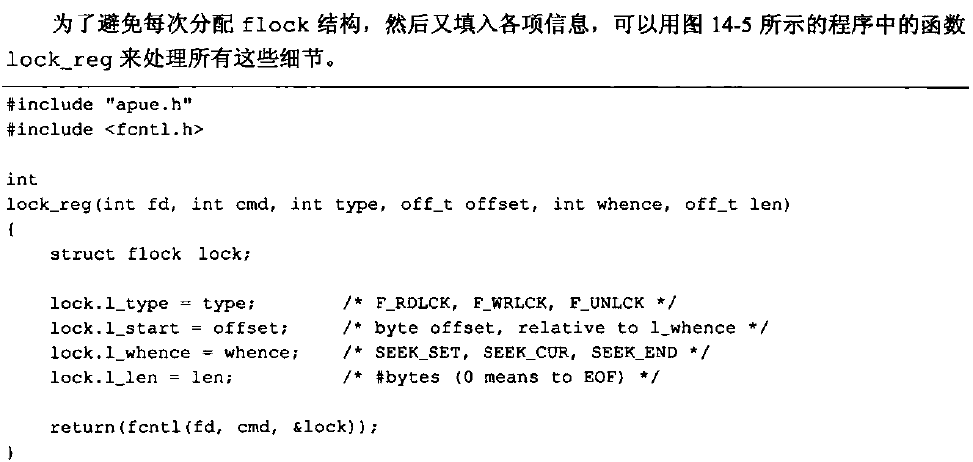 为了避免每次分配 flock 结构，然后又填入各项信息，可以用图 14-5 所示的程序中的函数
lock_reg 来处理所有这些细节。
#include "apue.h"
#include <fcntl.h>
int
lock_reg(int fd, int cmd, int type, off_t offset, int whence, off_t len)
{
    struct flock lock;
    lock.l_type = type;        /* F_RDLCK, F_WRLCK, F_UNLCK */
    lock.l_start = offset;     /* byte offset, relative to l_whence */
    lock.l_whence = whence;    /* SEEK_SET, SEEK_CUR, SEEK_END */
    lock.l_len = len;          /* #bytes (0 means to EOF) */
    return(fcntl(fd, cmd, &lock));
}